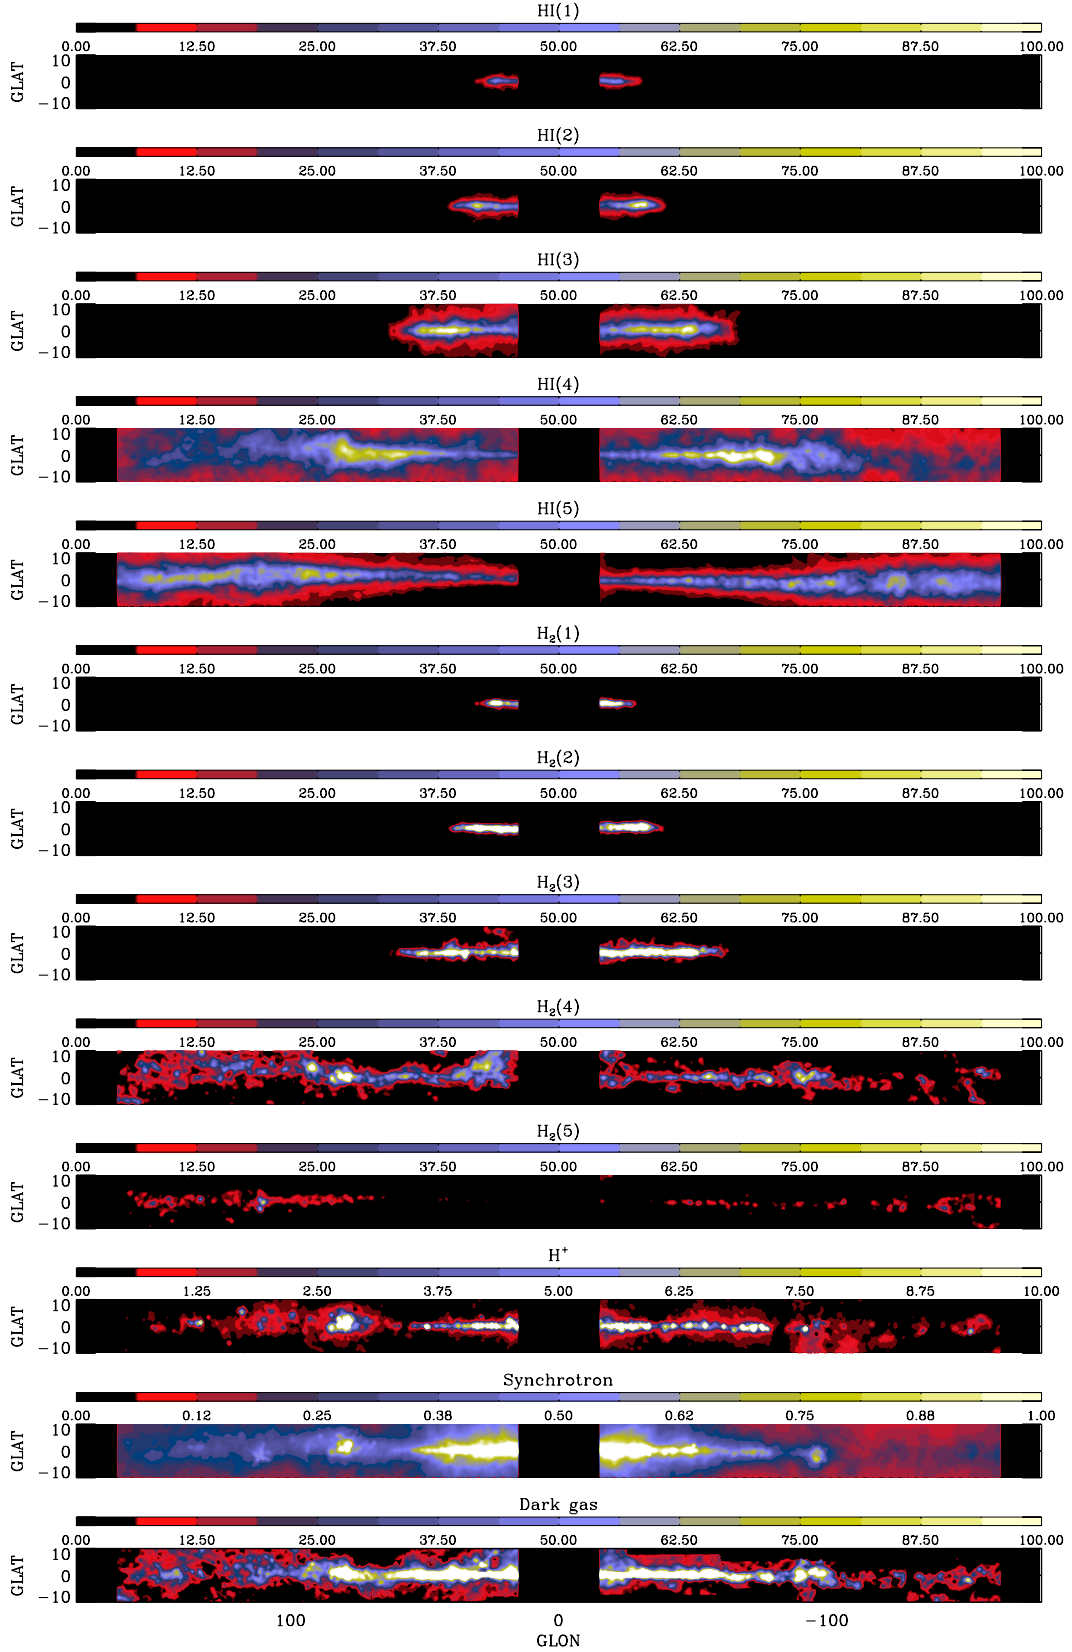 HI(1)
0.00 12.50 25.00 37.50 50.00 62.50 75.00 87.50 100.00
GLAT
10
0
−10
HI(2)
0.00 12.50 25.00 37.50 50.00 62.50 75.00 87.50 100.00
GLAT
10
0
−10
HI(3)
0.00 12.50 25.00 37.50 50.00 62.50 75.00 87.50 100.00
GLAT
10
0
−10
HI(4)
0.00 12.50 25.00 37.50 50.00 62.50 75.00 87.50 100.00
GLAT
10
0
−10
HI(5)
0.00 12.50 25.00 37.50 50.00 62.50 75.00 87.50 100.00
GLAT
10
0
−10
H₂(1)
0.00 12.50 25.00 37.50 50.00 62.50 75.00 87.50 100.00
GLAT
10
0
−10
H₂(2)
0.00 12.50 25.00 37.50 50.00 62.50 75.00 87.50 100.00
GLAT
10
0
−10
H₂(3)
0.00 12.50 25.00 37.50 50.00 62.50 75.00 87.50 100.00
GLAT
10
0
−10
H₂(4)
0.00 12.50 25.00 37.50 50.00 62.50 75.00 87.50 100.00
GLAT
10
0
−10
H₂(5)
0.00 12.50 25.00 37.50 50.00 62.50 75.00 87.50 100.00
GLAT
10
0
−10
H⁺
0.00 1.25 2.50 3.75 5.00 6.25 7.50 8.75 10.00
GLAT
10
0
−10
Synchrotron
0.00 0.12 0.25 0.38 0.50 0.62 0.75 0.88 1.00
GLAT
10
0
−10
Dark gas
0.00 12.50 25.00 37.50 50.00 62.50 75.00 87.50 100.00
GLAT
10
0
−10
100 0 −100
GLON